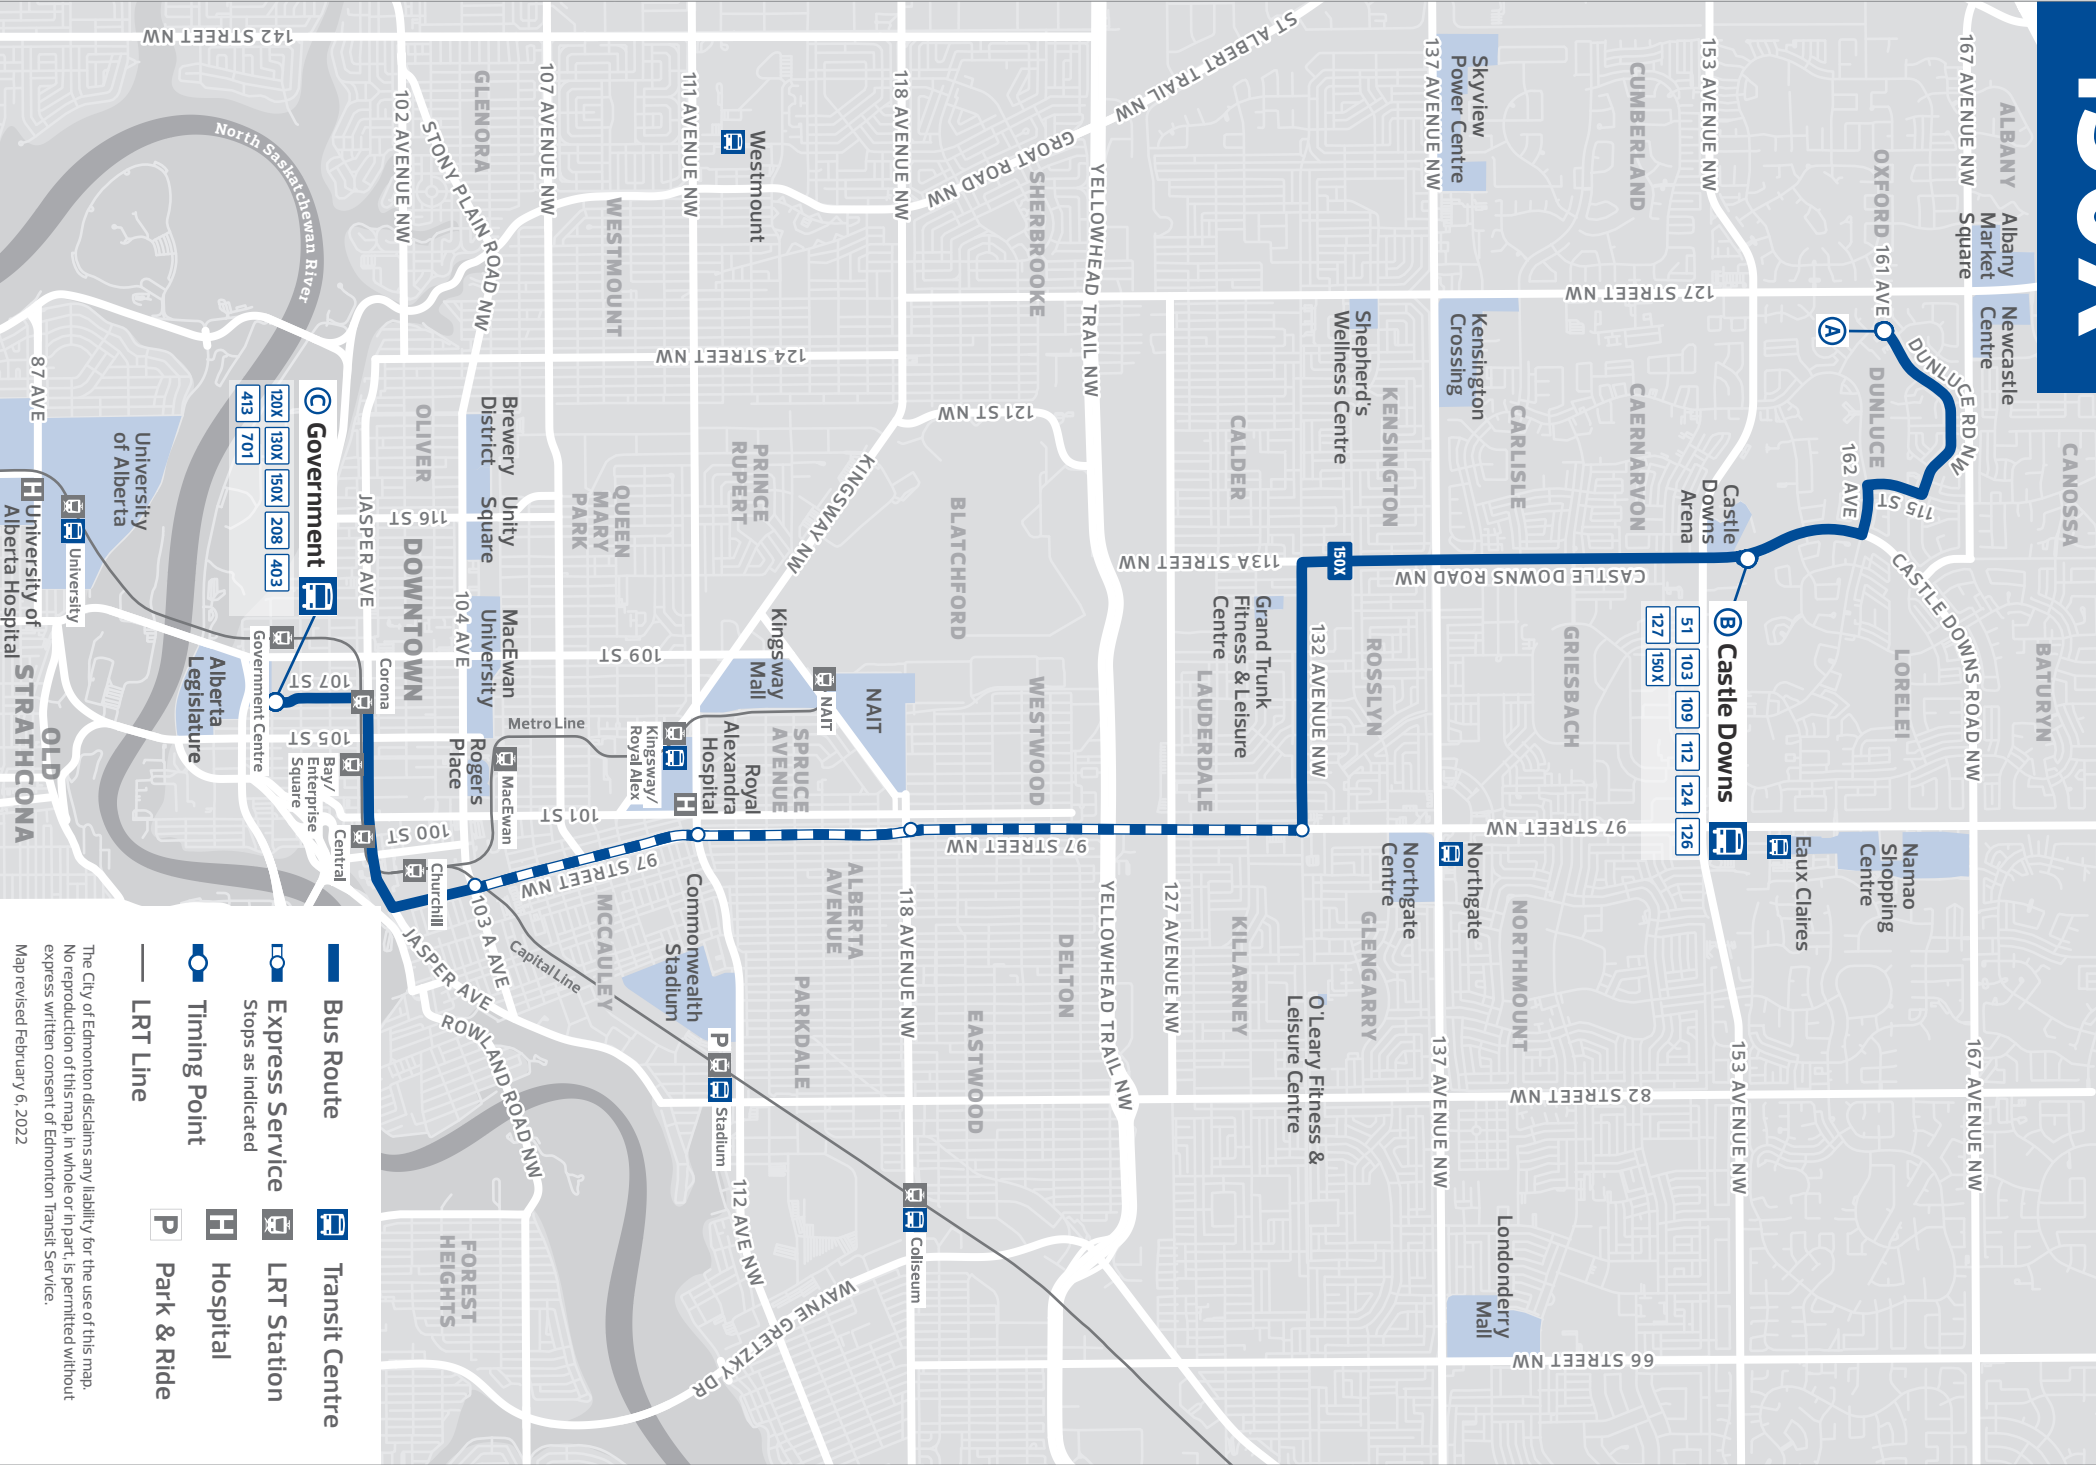 150X
ALBANY
167 AVENUE NW
Albany
Market
Square
Newcastle
Centre
CANOSSA
BATURYN
OXFORD
161 AVE
A
DUNLUCE RD NW
DUNLUCE
162 AVE
115 ST
CASTLE DOWNS ROAD NW
LORELEI
Namao
Shopping
Centre
167 AVENUE NW
Eaux Claires
153 AVENUE NW
CUMBERLAND
127 STREET NW
CAERNARVON
Castle
Downs
Arena
B Castle Downs
51 103 109 112 124 126
127 150X
153 AVENUE NW
Skyview
Power Centre
137 AVENUE NW
Kensington
Crossing
CARLISLE
CASTLE DOWNS ROAD NW
GRIESBACH
97 STREET NW
NORTHMOUNT
82 STREET NW
Londonderry
Mall
66 STREET NW
Northgate
Northgate
Centre
137 AVENUE NW
Shepherd's
Wellness Centre
KENSINGTON
150X
ROSSLYN
132 AVENUE NW
GLENGARRY
O'Leary Fitness &
Leisure Centre
CALDER
113A STREET NW
Grand Trunk
Fitness & Leisure
Centre
LAUDERDALE
KILLARNEY
127 AVENUE NW
ST ALBERT TRAIL NW
YELLOWHEAD TRAIL NW
YELLOWHEAD TRAIL NW
GROAT ROAD NW
SHERBROOKE
121 ST NW
BLATCHFORD
WESTWOOD
97 STREET NW
DELTON
EASTWOOD
118 AVENUE NW
118 AVENUE NW
Coliseum
Westmount
124 STREET NW
KINGSWAY NW
PRINCE
RUPERT
Kingsway
Mall
NAIT
NAIT
SPRUCE
AVENUE
Royal
Alexandra
Hospital
H
Kingsway/
Royal Alex
ALBERTA
AVENUE
PARKDALE
111 AVENUE NW
WESTMOUNT
QUEEN
MARY
PARK
109 STREET NW
Metro Line
101 ST
97 STREET NW
Commonwealth
Stadium
P
Stadium
112 AVE NW
WAYNE GRETZKY DR
MCCAULEY
Capital Line
107 AVENUE NW
GLENORA
142 STREET NW
STONY PLAIN ROAD NW
102 AVENUE NW
Brewery
District
Unity
Square
MacEwan
University
MacEwan
Rogers
Place
OLIVER
116 ST
104 AVE
DOWNTOWN
100 ST
103 A AVE
Churchill
JASPER AVE
Corona
Central
Bay/
Enterprise
Square
107 ST
105 ST
JASPER AVE
ROWLAND ROAD NW
FOREST
HEIGHTS
North Saskatchewan River
C Government
120X 130X 150X 208 403
413 701
Government Centre
Alberta
Legislature
87 AVE
University
of Alberta
H
University
University of
Alberta Hospital
OLD
STRATHCONA
Bus Route
Express Service
Stops as indicated
Timing Point
LRT Line
Transit Centre
LRT Station
H Hospital
P Park & Ride
The City of Edmonton disclaims any liability for the use of this map.
No reproduction of this map, in whole or in part, is permitted without
express written consent of Edmonton Transit Service.
Map revised February 6, 2022